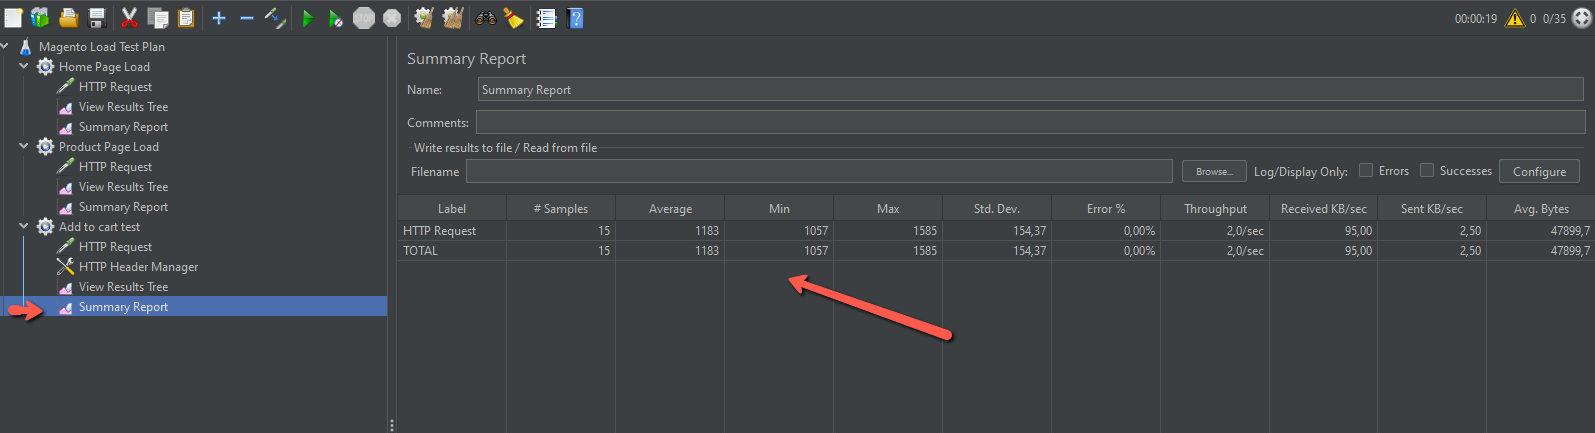 00:00:19 0 0/35
Magento Load Test Plan
Home Page Load
HTTP Request
View Results Tree
Summary Report
Product Page Load
HTTP Request
View Results Tree
Summary Report
Add to cart test
HTTP Request
HTTP Header Manager
View Results Tree
Summary Report
Summary Report
Name: Summary Report
Comments:
Write results to file / Read from file
Filename Browse... Log/Display Only: Errors Successes Configure
Label # Samples Average Min Max Std. Dev. Error % Throughput Received KB/sec Sent KB/sec Avg. Bytes
HTTP Request 15 1183 1057 1585 154,37 0,00% 2,0/sec 95,00 2,50 47899,7
TOTAL 15 1183 1057 1585 154,37 0,00% 2,0/sec 95,00 2,50 47899,7